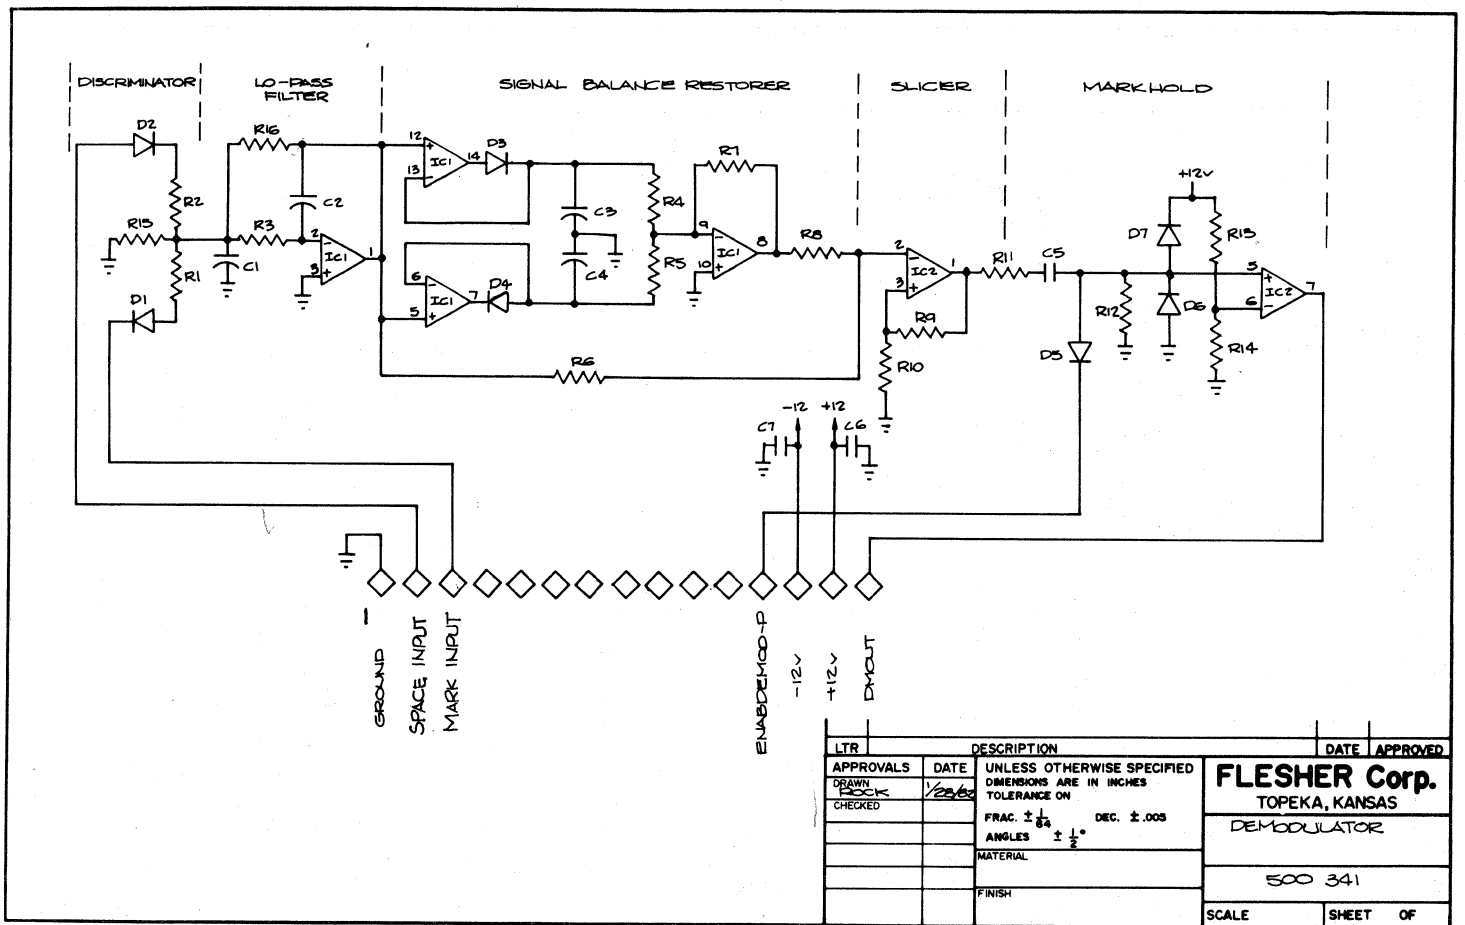 DISCRIMINATOR
LO-PASS
FILTER
SIGNAL BALANCE RESTORER
SLICER
MARK HOLD
D2
R16
12
+
IC1
14
D3
13
-
R7
+12V
R2
C2
R4
C3
R15
R3
2
-
IC1
1
3
+
C1
R1
D1
6
-
IC1
7
D4
5
+
C4
R5
9
-
IC1
8
10
+
R8
2
-
IC2
1
3
+
R9
R10
R11
C5
D7
R13
5
+
IC2
7
6
-
R12
D6
R14
D5
R6
C7
-12
+12
C6
GROUND
SPACE INPUT
MARK INPUT
ENABDEMOD-P
-12V
+12V
DMOUT
LTR
DESCRIPTION
DATE
APPROVED
APPROVALS
DATE
DRAWN
ROCK
1/28/82
CHECKED
UNLESS OTHERWISE SPECIFIED
DIMENSIONS ARE IN INCHES
TOLERANCE ON
FRAC. ± 1/64 DEC. ± .005
ANGLES ± 1/2°
MATERIAL
FINISH
FLESHER Corp.
TOPEKA, KANSAS
DEMODULATOR
500 341
SCALE
SHEET OF